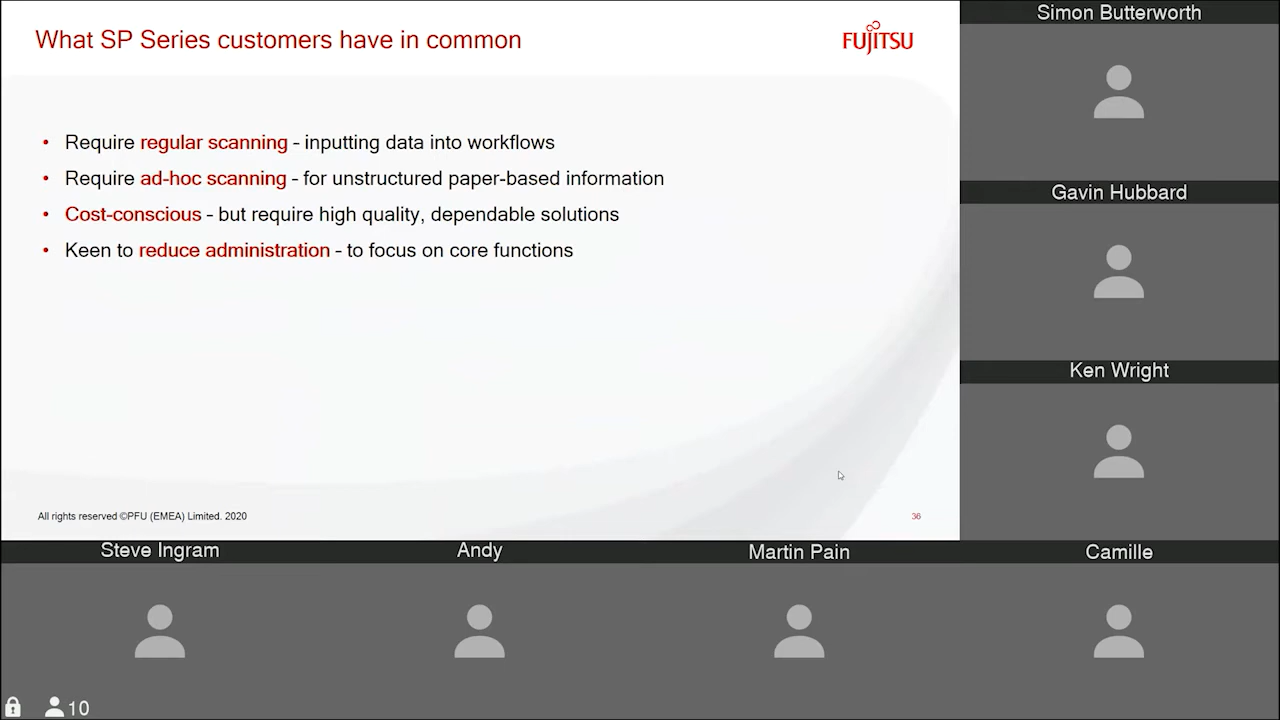 What SP Series customers have in common
FUJITSU
• Require regular scanning - inputting data into workflows
• Require ad-hoc scanning - for unstructured paper-based information
• Cost-conscious - but require high quality, dependable solutions
• Keen to reduce administration - to focus on core functions
All rights reserved ©PFU (EMEA) Limited. 2020
36
Simon Butterworth
Gavin Hubbard
Ken Wright
Steve Ingram
Andy
Martin Pain
Camille
10